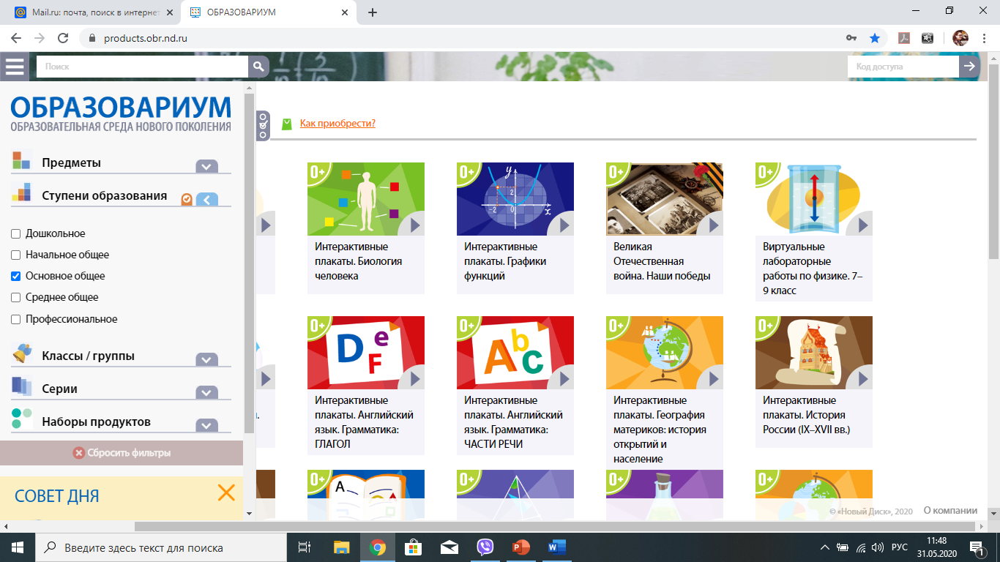 Mail.ru: почта, поиск в интернет
ОБРАЗОВАРИУМ
products.obr.nd.ru
Поиск
Код доступа
ОБРАЗОВАРИУМ
ОБРАЗОВАТЕЛЬНАЯ СРЕДА НОВОГО ПОКОЛЕНИЯ
Предметы
Ступени образования
Дошкольное
Начальное общее
Основное общее
Среднее общее
Профессиональное
Классы / группы
Серии
Наборы продуктов
Сбросить фильтры
СОВЕТ ДНЯ
Как приобрести?
0+
Интерактивные
плакаты. Биология
человека
0+
y
2
-2
0
2
x
Интерактивные
плакаты. Графики
функций
0+
Великая
Отечественная
война. Наши победы
0+
Виртуальные
лабораторные
работы по физике. 7–
9 класс
0+
D e
F
Интерактивные
плакаты. Английский
язык. Грамматика:
ГЛАГОЛ
0+
A b
c
Интерактивные
плакаты. Английский
язык. Грамматика:
ЧАСТИ РЕЧИ
0+
Интерактивные
плакаты. География
материков: история
открытий и
население
0+
Интерактивные
плакаты. История
России (IX–XVII вв.)
0+
A
0+
0+
0+
© «Новый Диск», 2020
О компании
Введите здесь текст для поиска
РУС
11:48
31.05.2020
1